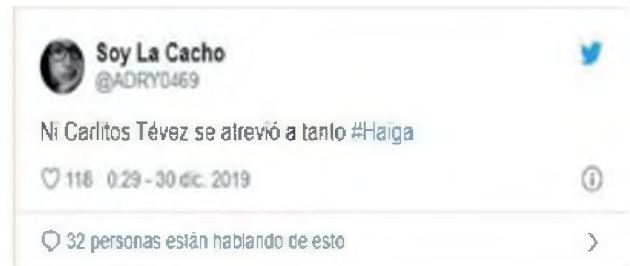 Soy La Cacho
@ADRY0469
Ni Carlitos Tévez se atrevió a tanto #Haiga
118 0:29 - 30 dic. 2019
32 personas están hablando de esto